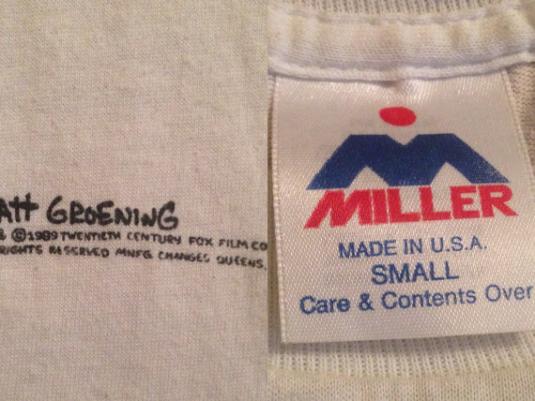 ATT GROENING
& ©1989 TWENTIETH CENTURY FOX FILM CO
RIGHTS RESERVED MNFG. CHANGES QUEENS.
MILLER
MADE IN U.S.A.
SMALL
Care & Contents Over